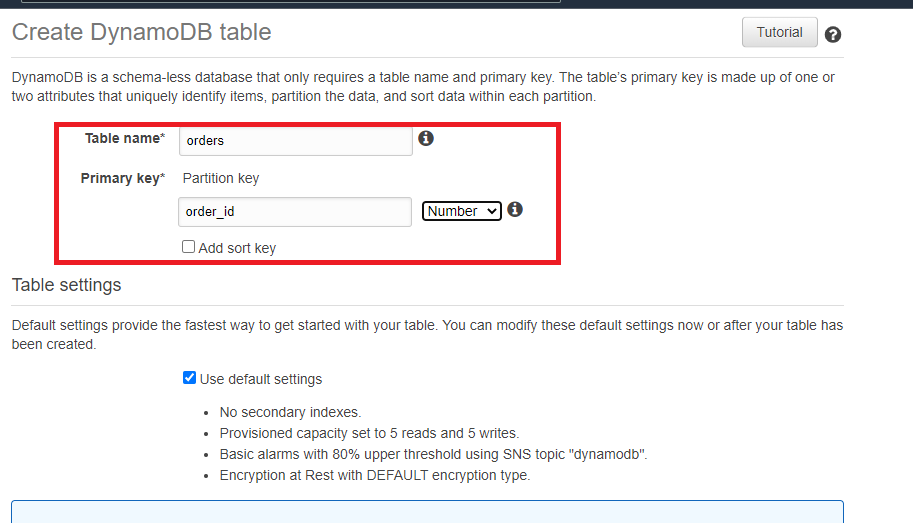 Create DynamoDB table
Tutorial
DynamoDB is a schema-less database that only requires a table name and primary key. The table's primary key is made up of one or
two attributes that uniquely identify items, partition the data, and sort data within each partition.
Table name* orders
Primary key* Partition key
order_id Number
Add sort key
Table settings
Default settings provide the fastest way to get started with your table. You can modify these default settings now or after your table has
been created.
Use default settings
• No secondary indexes.
• Provisioned capacity set to 5 reads and 5 writes.
• Basic alarms with 80% upper threshold using SNS topic "dynamodb".
• Encryption at Rest with DEFAULT encryption type.